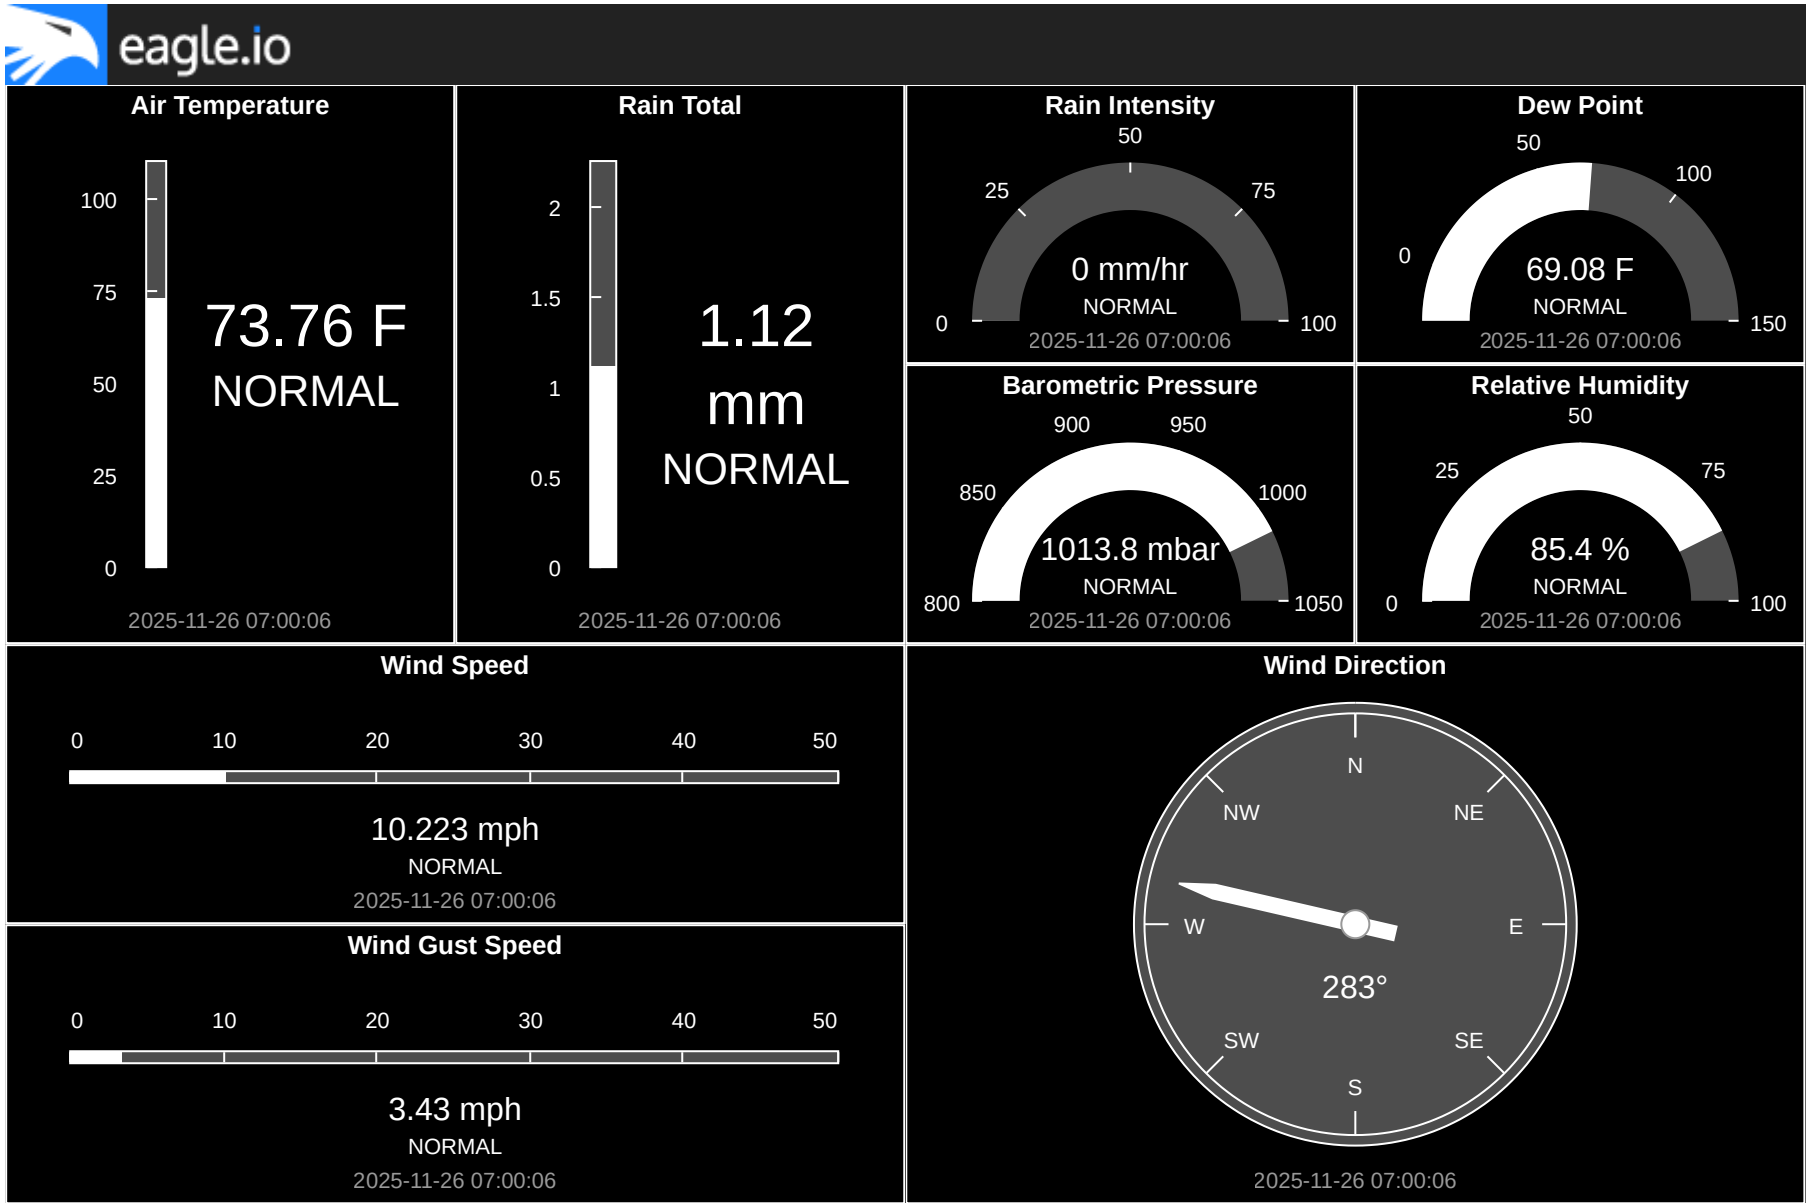 eagle.io
Air Temperature
100
75
50
25
0
73.76 F
NORMAL
2025-11-26 07:00:06
Rain Total
2
1.5
1
0.5
0
1.12
mm
NORMAL
2025-11-26 07:00:06
Rain Intensity
0
25
50
75
100
0 mm/hr
NORMAL
2025-11-26 07:00:06
Dew Point
0
50
100
150
69.08 F
NORMAL
2025-11-26 07:00:06
Barometric Pressure
800
850
900
950
1000
1050
1013.8 mbar
NORMAL
2025-11-26 07:00:06
Relative Humidity
0
25
50
75
100
85.4 %
NORMAL
2025-11-26 07:00:06
Wind Speed
0 10 20 30 40 50
10.223 mph
NORMAL
2025-11-26 07:00:06
Wind Gust Speed
0 10 20 30 40 50
3.43 mph
NORMAL
2025-11-26 07:00:06
Wind Direction
N
NW NE
W E
283°
SW SE
S
2025-11-26 07:00:06